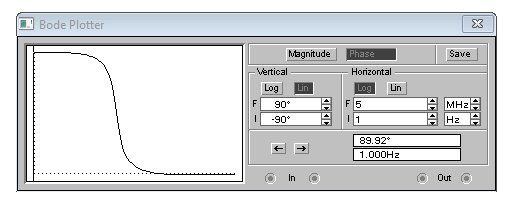 Bode Plotter
Magnitude Phase Save
Vertical Horizontal
Log Lin Log Lin
F 90° F 5 MHz
I -90° I 1 Hz
← → 89.92°
1.000Hz
In Out